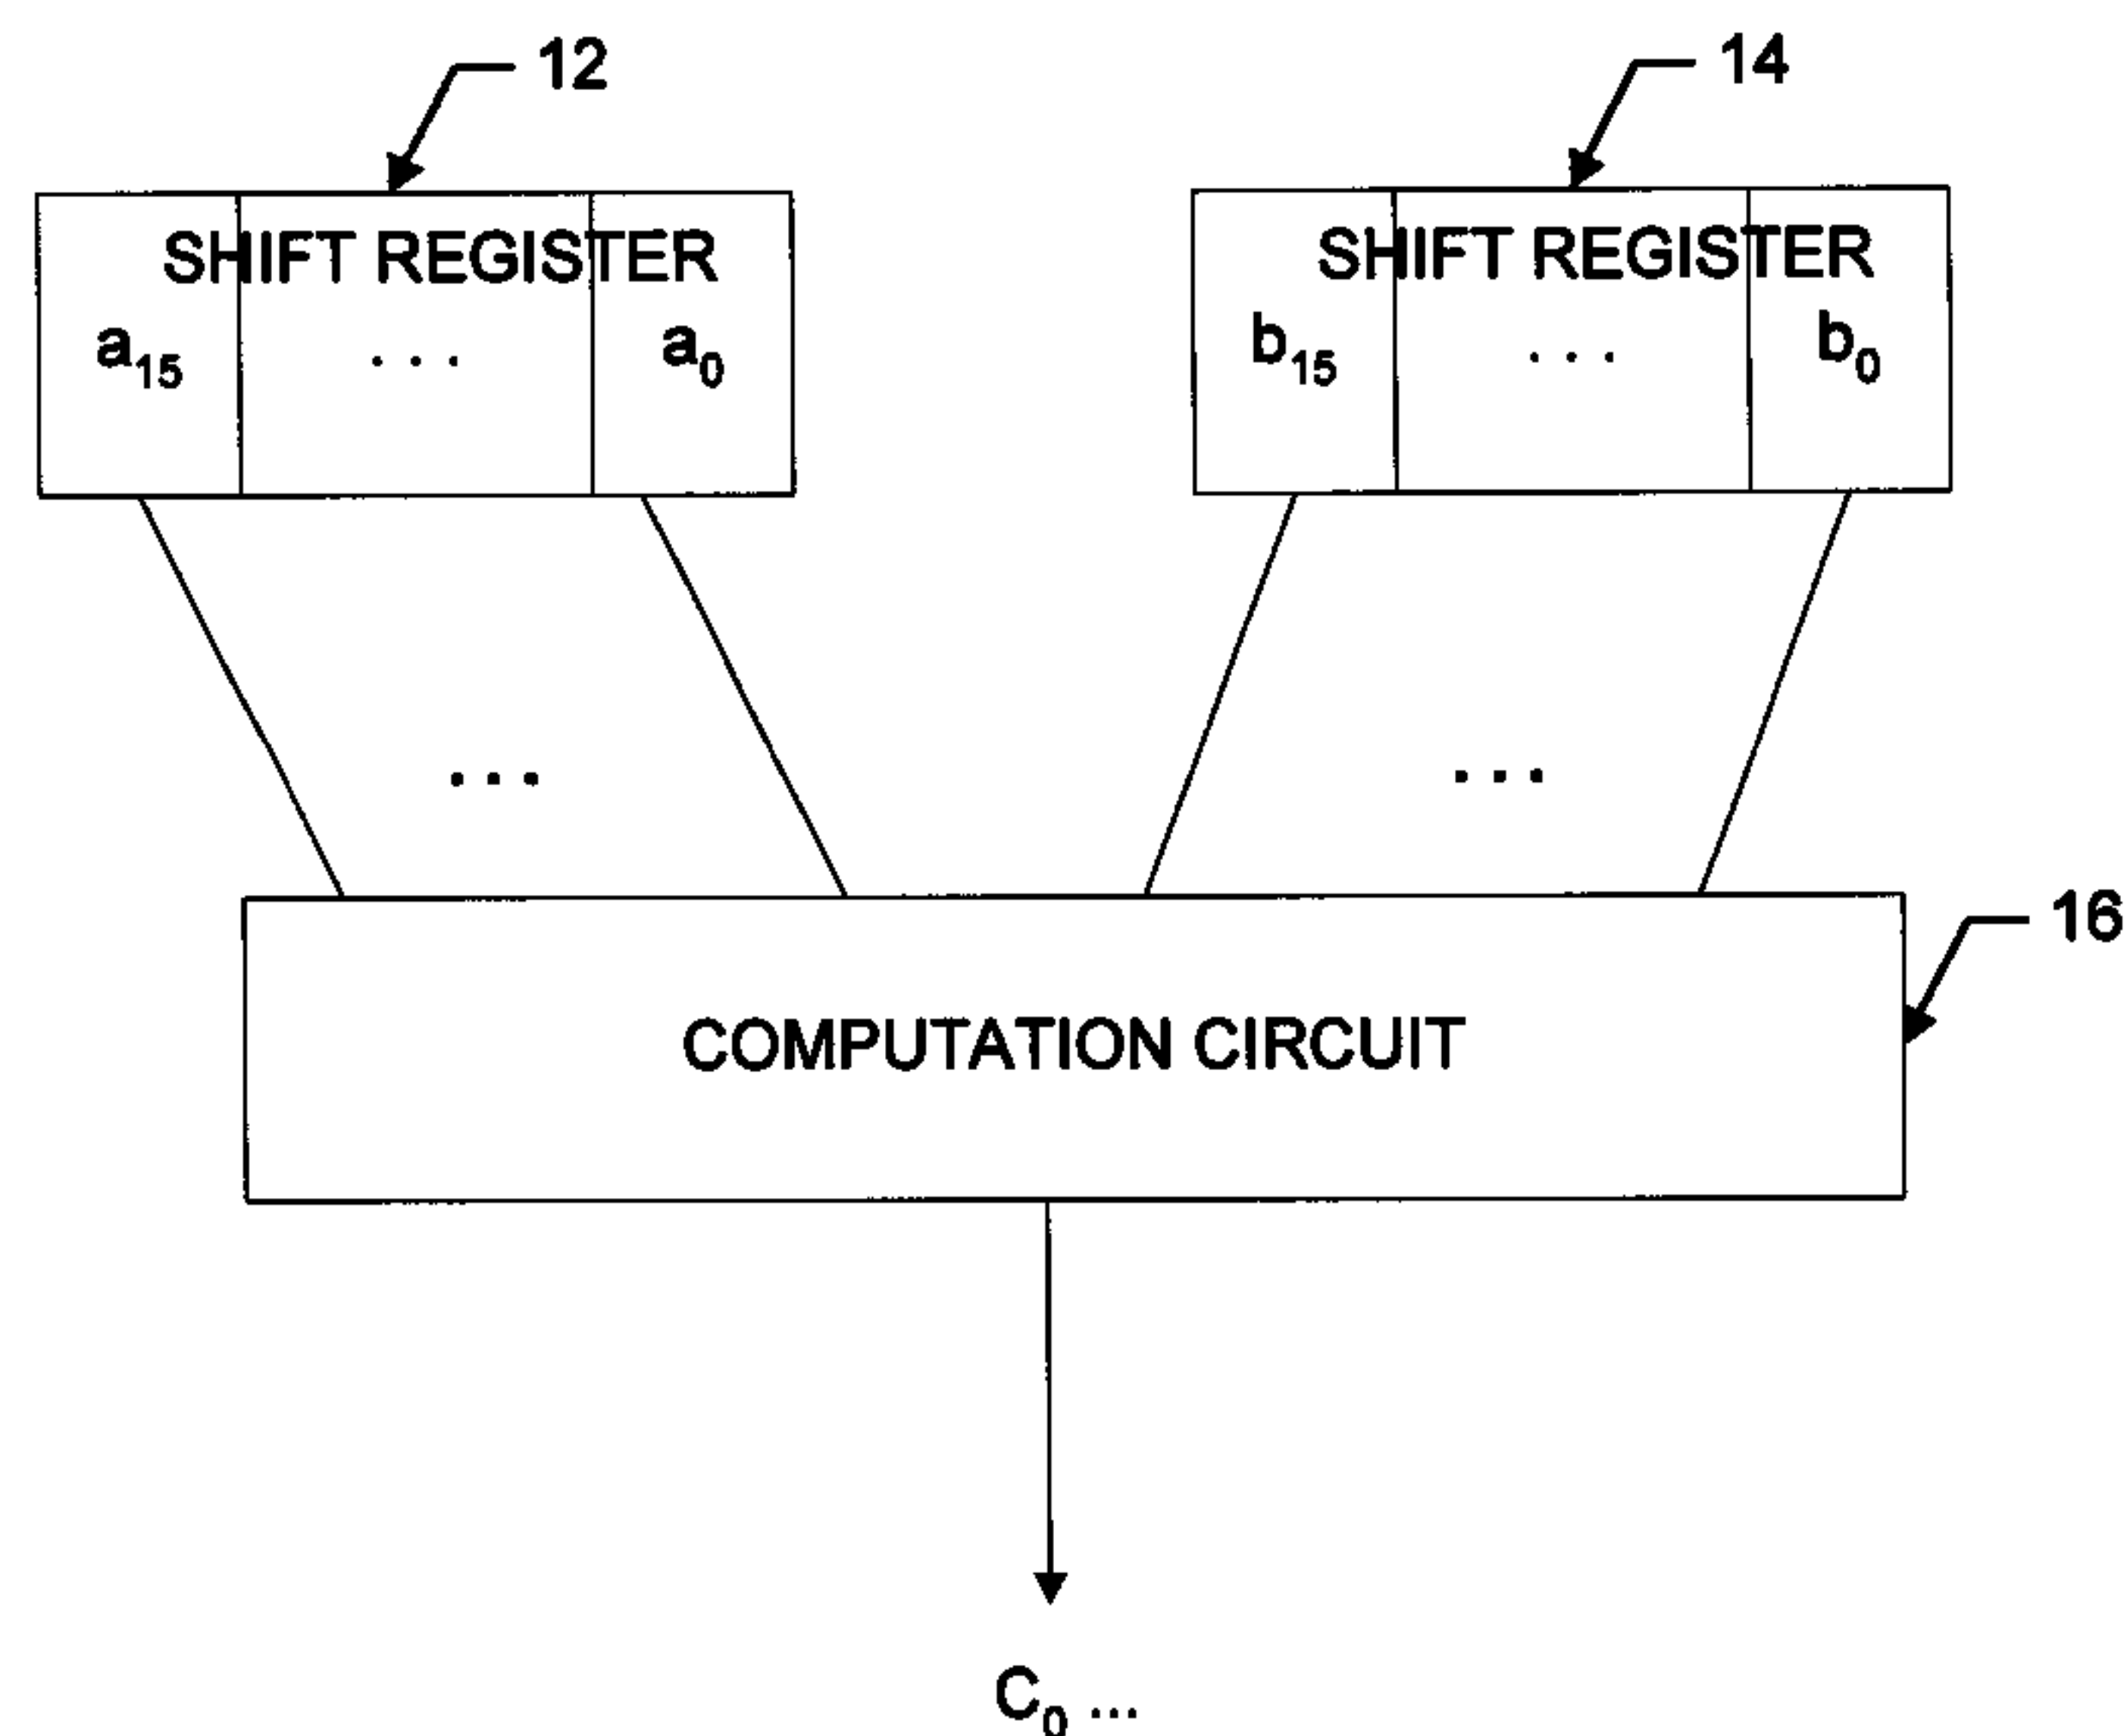 12
14
SHIFT REGISTER
a₁₅ ... a₀
SHIFT REGISTER
b₁₅ ... b₀
...
...
16
COMPUTATION CIRCUIT
C₀ ...